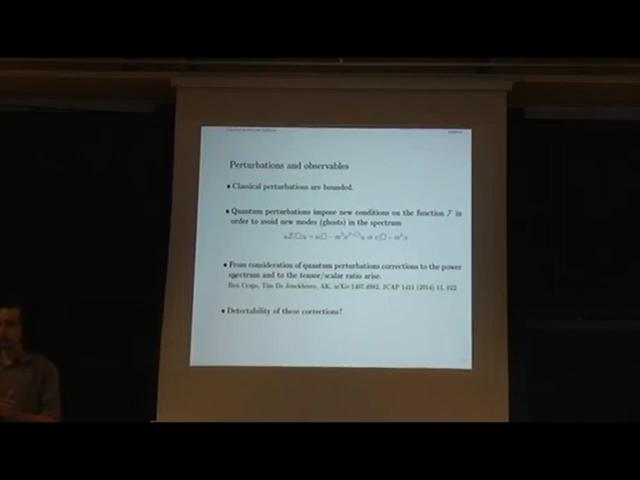 Perturbations and observables
• Classical perturbations are bounded.
• Quantum perturbations impose new conditions on the function F in
order to avoid new modes (ghosts) in the spectrum
• From consideration of quantum perturbations corrections to the power
spectrum and to the tensor/scalar ratio arise.
Ben Craps, Tim De Jonckheere, AK, arXiv:1407.4982, JCAP 1411 (2014) 11, 022
• Detectability of these corrections?